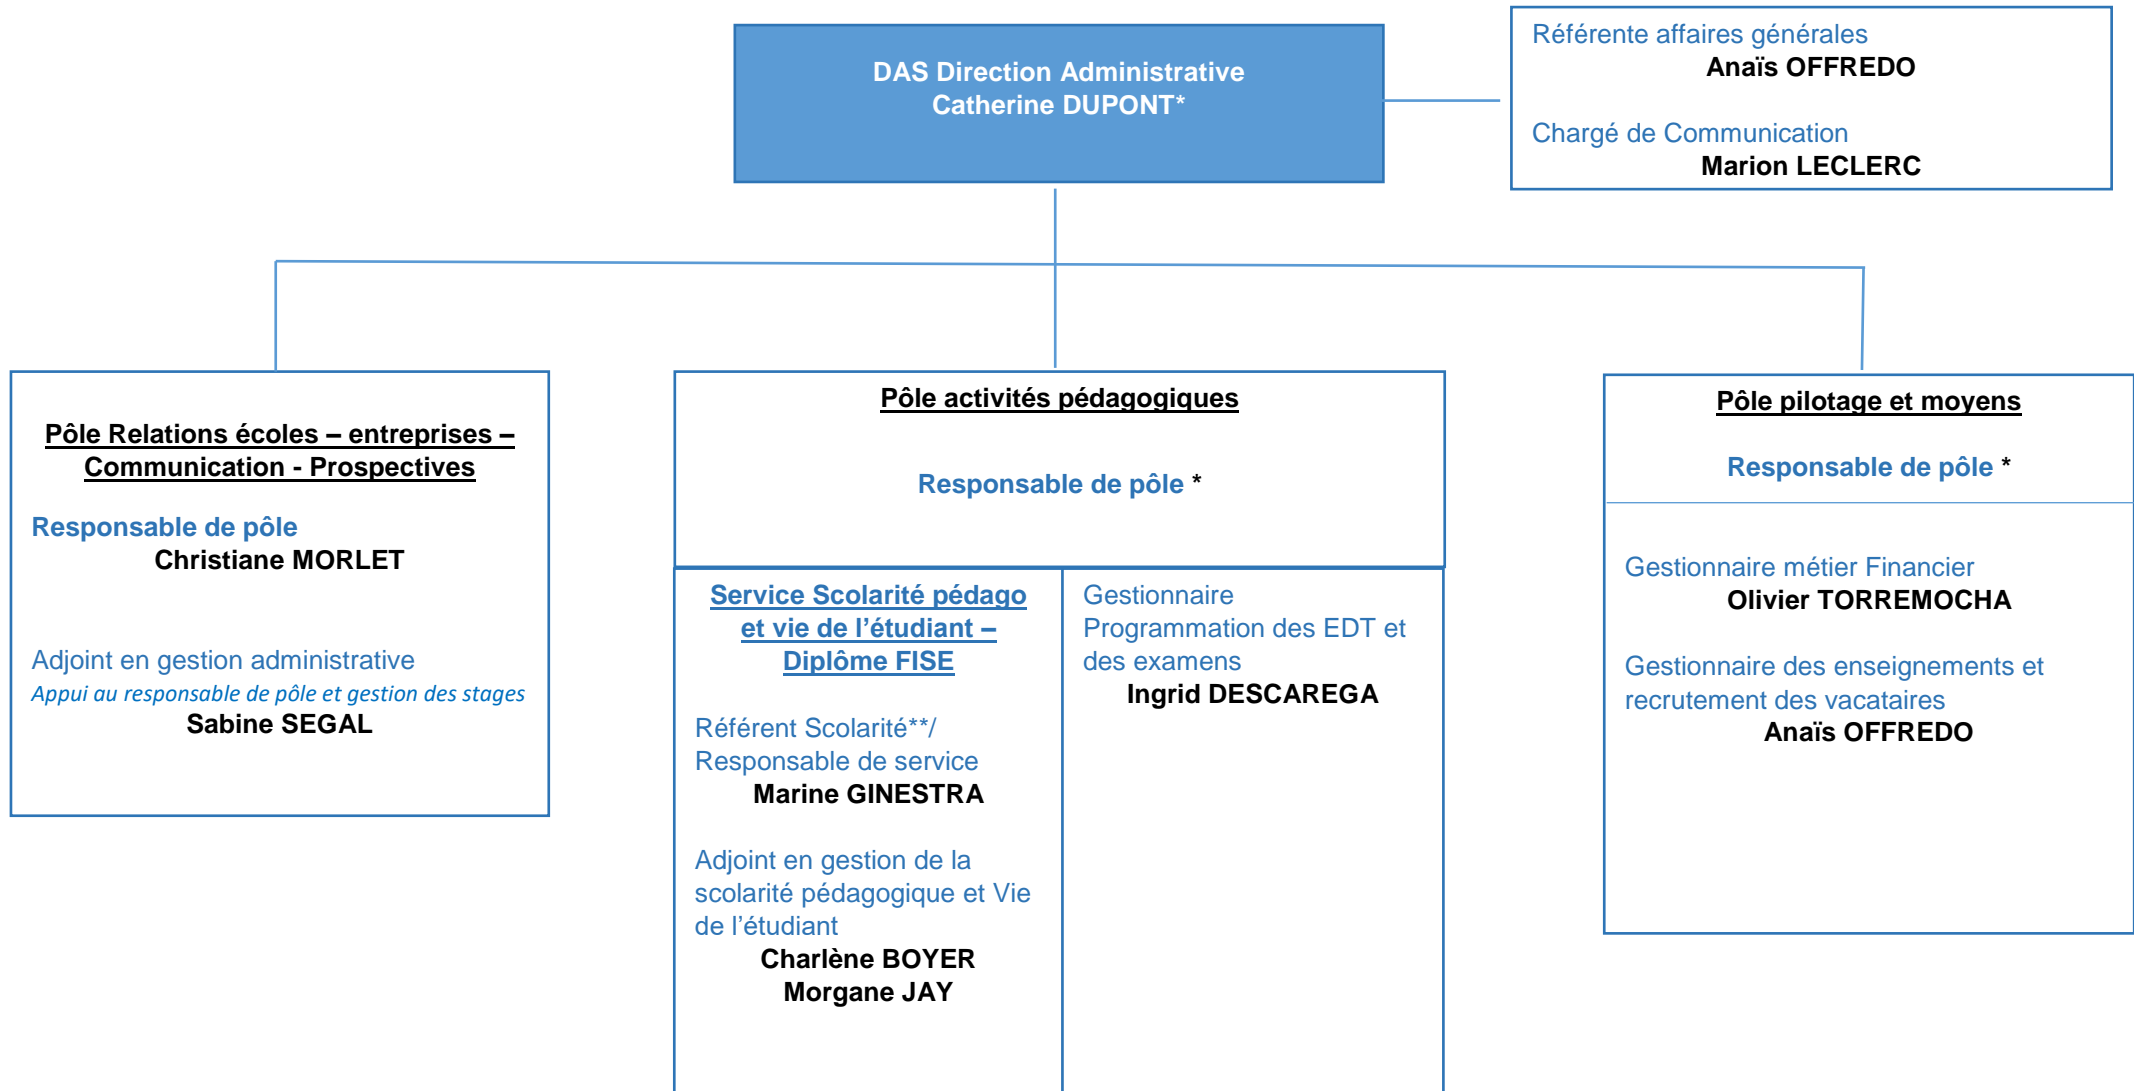 DAS Direction Administrative
Catherine DUPONT*
Référente affaires générales
Anaïs OFFREDO
Chargé de Communication
Marion LECLERC
Pôle Relations écoles – entreprises –
Communication - Prospectives
Responsable de pôle
Christiane MORLET
Adjoint en gestion administrative
Appui au responsable de pôle et gestion des stages
Sabine SEGAL
Pôle activités pédagogiques
Responsable de pôle *
Service Scolarité pédago
et vie de l’étudiant –
Diplôme FISE
Référent Scolarité**/
Responsable de service
Marine GINESTRA
Adjoint en gestion de la
scolarité pédagogique et Vie
de l’étudiant
Charlène BOYER
Morgane JAY
Gestionnaire
Programmation des EDT et
des examens
Ingrid DESCAREGA
Pôle pilotage et moyens
Responsable de pôle *
Gestionnaire métier Financier
Olivier TORREMOCHA
Gestionnaire des enseignements et
recrutement des vacataires
Anaïs OFFREDO